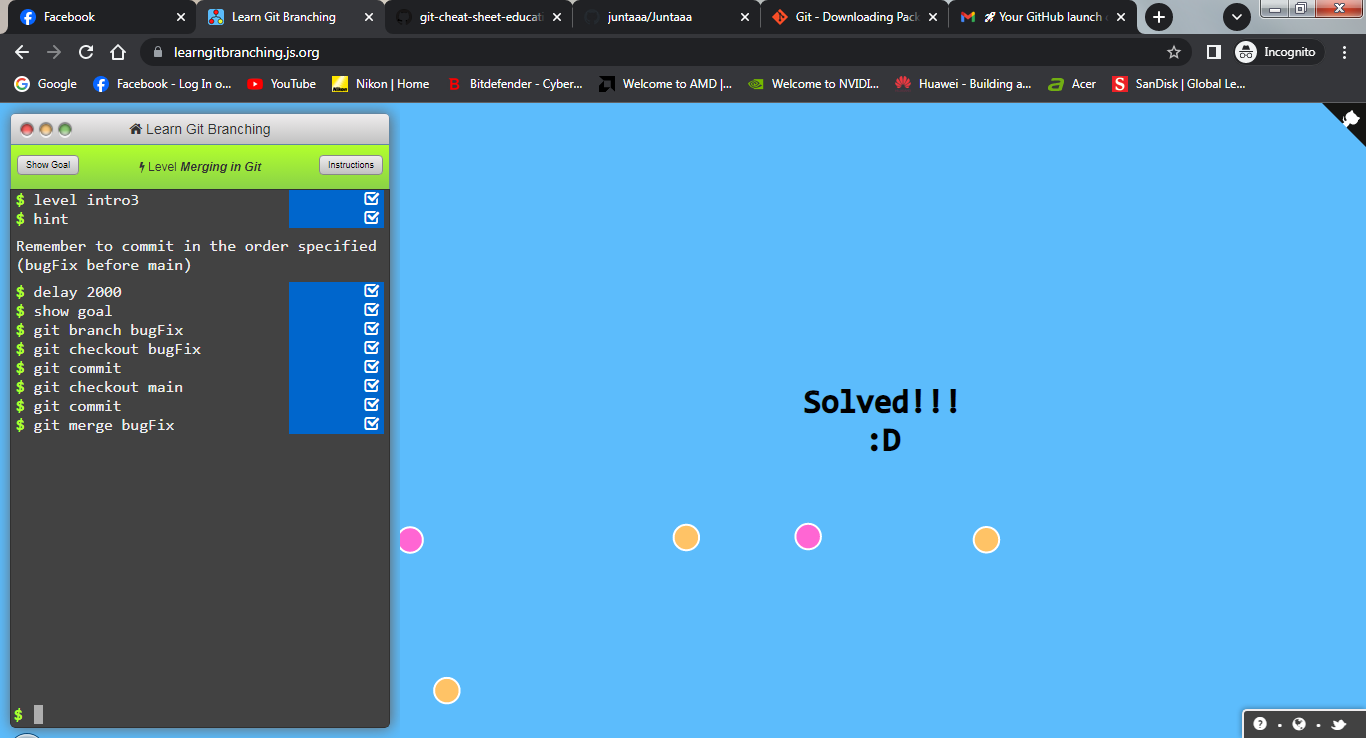 Facebook
Learn Git Branching
git-cheat-sheet-educati
juntaaa/Juntaaa
Git - Downloading Pack
🚀 Your GitHub launch
learngitbranching.js.org
Incognito
Google
Facebook - Log In o...
YouTube
Nikon | Home
Bitdefender - Cyber...
Welcome to AMD |...
Welcome to NVIDI...
Huawei - Building a...
Acer
SanDisk | Global Le...
Learn Git Branching
Show Goal
Level Merging in Git
Instructions
$ level intro3
$ hint
Remember to commit in the order specified
(bugFix before main)
$ delay 2000
$ show goal
$ git branch bugFix
$ git checkout bugFix
$ git commit
$ git checkout main
$ git commit
$ git merge bugFix
Solved!!!
:D
$